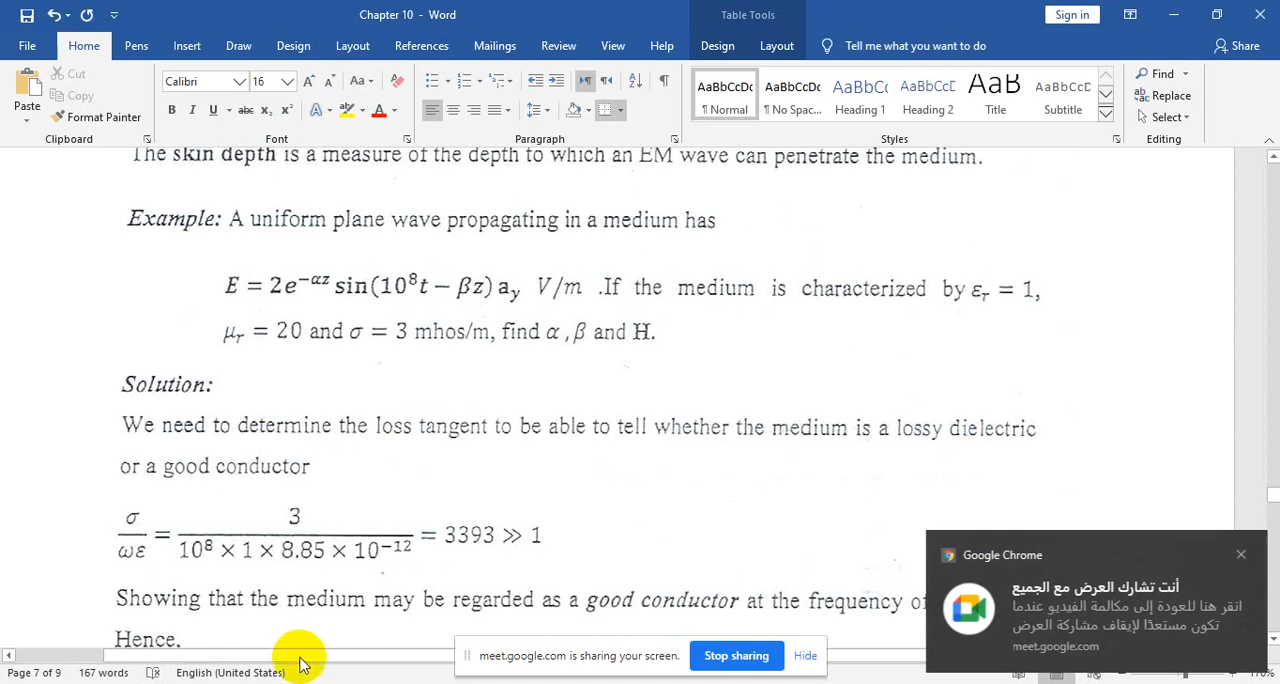 Chapter 10 - Word
Table Tools
Sign in
File Home Pens Insert Draw Design Layout References Mailings Review View Help Design Layout Tell me what you want to do Share
Paste
Cut
Copy
Format Painter
Calibri 16
Clipboard
Font
Paragraph
AaBbCcDc AaBbCcDc AaBbCc AaBbCcD AaB AaBbCcD
¶ Normal ¶ No Spac... Heading 1 Heading 2 Title Subtitle
Styles
Find
Replace
Select
Editing
The skin depth is a measure of the depth to which an EM wave can penetrate the medium.
Example: A uniform plane wave propagating in a medium has
E = 2e^{−αz} sin(10⁸t − βz) a_y V/m .If the medium is characterized by ε_r = 1,
μ_r = 20 and σ = 3 mhos/m, find α ,β and H.
Solution:
We need to determine the loss tangent to be able to tell whether the medium is a lossy dielectric
or a good conductor
σ/ωε = 3/(10⁸ × 1 × 8.85 × 10⁻¹²) = 3393 ≫ 1
Showing that the medium may be regarded as a good conductor at the frequency of
Hence,
Google Chrome
أنت تشارك العرض مع الجميع
انقر هنا للعودة إلى مكالمة الفيديو عندما
تكون مستعدًا لإيقاف مشاركة العرض
meet.google.com
meet.google.com is sharing your screen. Stop sharing Hide
Page 7 of 9 167 words English (United States) 170%